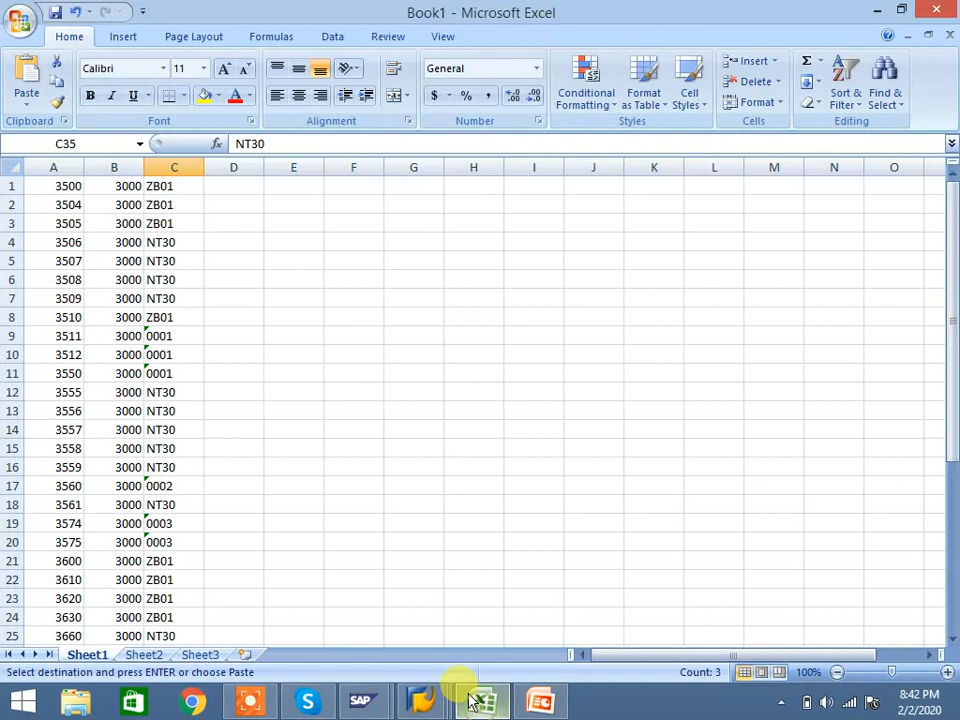 Book1 - Microsoft Excel
Home Insert Page Layout Formulas Data Review View
Paste
Calibri 11
General
B I U
$ % ,
Conditional Formatting
Format as Table
Cell Styles
Insert
Delete
Format
Sort & Filter
Find & Select
Clipboard Font Alignment Number Styles Cells Editing
C35 fx NT30
A B C D E F G H I J K L M N O
1 3500 3000 ZB01
2 3504 3000 ZB01
3 3505 3000 ZB01
4 3506 3000 NT30
5 3507 3000 NT30
6 3508 3000 NT30
7 3509 3000 NT30
8 3510 3000 ZB01
9 3511 3000 0001
10 3512 3000 0001
11 3550 3000 0001
12 3555 3000 NT30
13 3556 3000 NT30
14 3557 3000 NT30
15 3558 3000 NT30
16 3559 3000 NT30
17 3560 3000 0002
18 3561 3000 NT30
19 3574 3000 0003
20 3575 3000 0003
21 3600 3000 ZB01
22 3610 3000 ZB01
23 3620 3000 ZB01
24 3630 3000 ZB01
25 3660 3000 NT30
Sheet1 Sheet2 Sheet3
Select destination and press ENTER or choose Paste Count: 3 100%
SAP
8:42 PM
2/2/2020